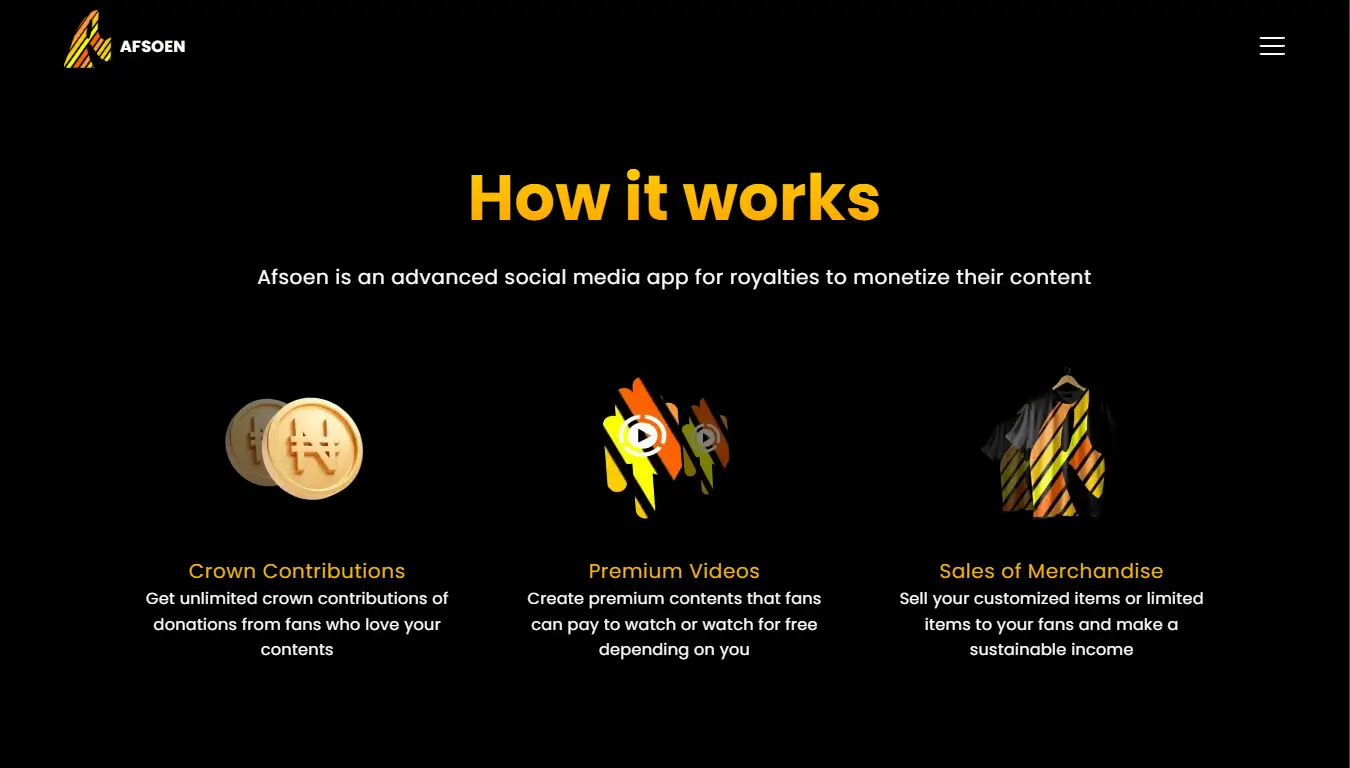 AFSOEN
How it works
Afsoen is an advanced social media app for royalties to monetize their content
Crown Contributions
Get unlimited crown contributions of
donations from fans who love your
contents
Premium Videos
Create premium contents that fans
can pay to watch or watch for free
depending on you
Sales of Merchandise
Sell your customized items or limited
items to your fans and make a
sustainable income